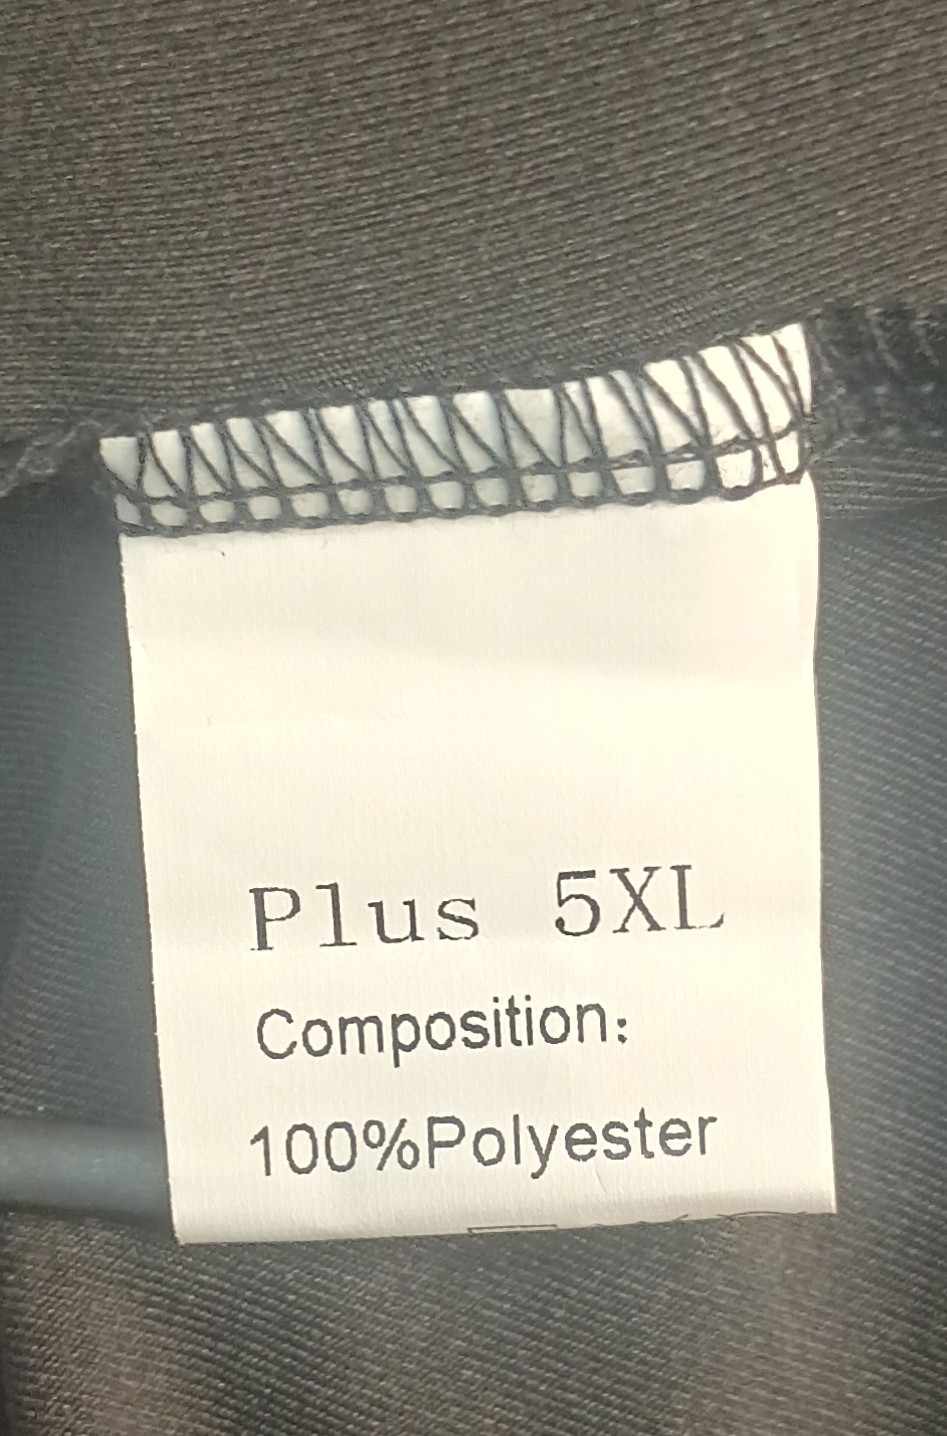 Plus 5XL
Composition:
100%Polyester